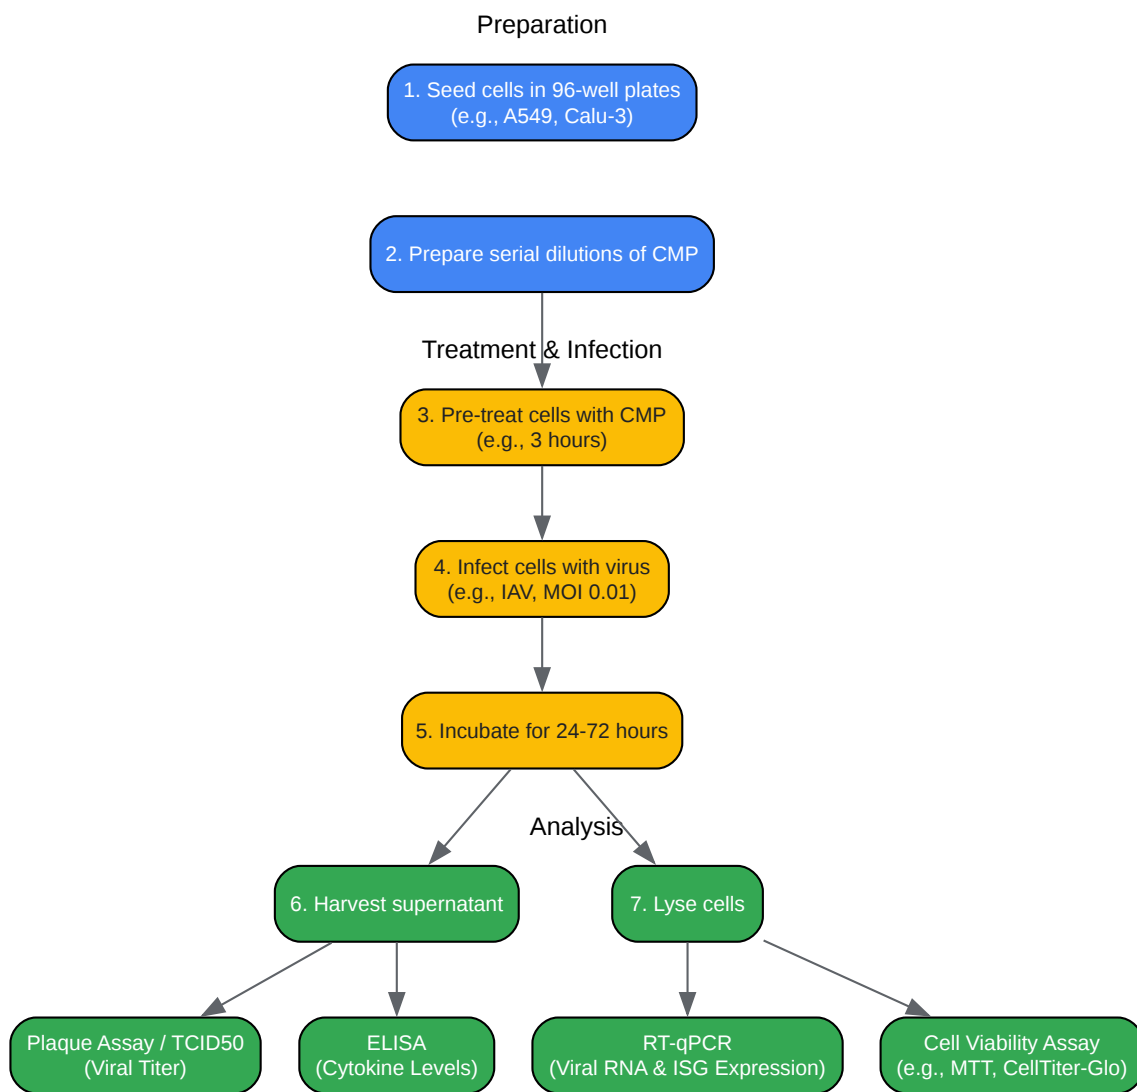 Preparation
1. Seed cells in 96-well plates
(e.g., A549, Calu-3)
2. Prepare serial dilutions of CMP
Treatment & Infection
3. Pre-treat cells with CMP
(e.g., 3 hours)
4. Infect cells with virus
(e.g., IAV, MOI 0.01)
5. Incubate for 24-72 hours
Analysis
6. Harvest supernatant
7. Lyse cells
Plaque Assay / TCID50
(Viral Titer)
ELISA
(Cytokine Levels)
RT-qPCR
(Viral RNA & ISG Expression)
Cell Viability Assay
(e.g., MTT, CellTiter-Glo)